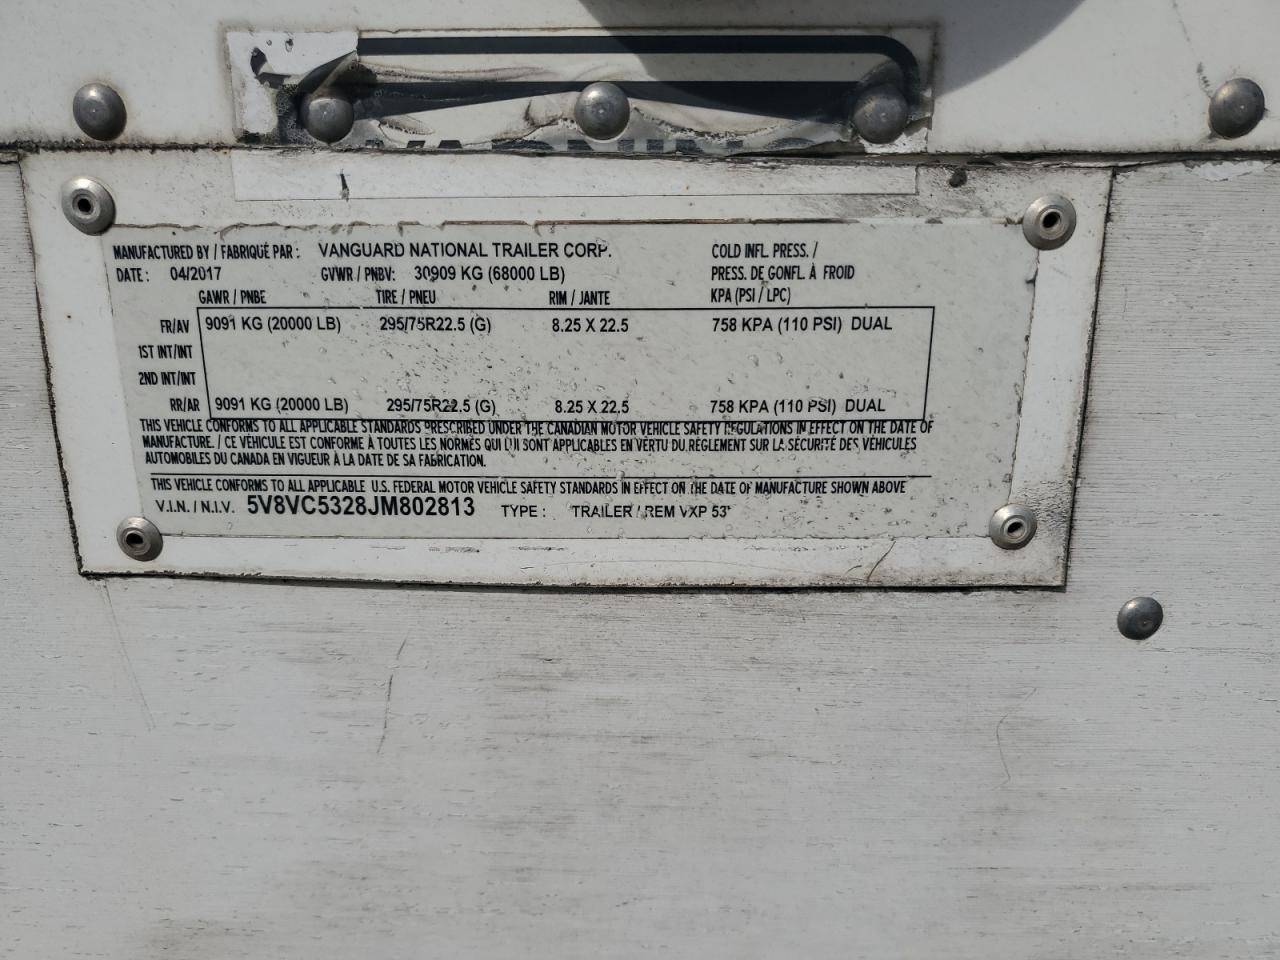 WARNING
MANUFACTURED BY / FABRIQUÉ PAR : VANGUARD NATIONAL TRAILER CORP. COLD INFL. PRESS. /
DATE : 04/2017 GVWR / PNBV: 30909 KG (68000 LB) PRESS. DE GONFL. À FROID
GAWR / PNBE TIRE / PNEU RIM / JANTE KPA (PSI / LPC)
FR/AV 9091 KG (20000 LB) 295/75R22.5 (G) 8.25 X 22.5 758 KPA (110 PSI) DUAL
1ST INT/INT
2ND INT/INT
RR/AR 9091 KG (20000 LB) 295/75R22.5 (G) 8.25 X 22.5 758 KPA (110 PSI) DUAL
THIS VEHICLE CONFORMS TO ALL APPLICABLE STANDARDS PRESCRIBED UNDER THE CANADIAN MOTOR VEHICLE SAFETY REGULATIONS IN EFFECT ON THE DATE OF
MANUFACTURE. / CE VÉHICULE EST CONFORME À TOUTES LES NORMES QUI LUI SONT APPLICABLES EN VERTU DU RÈGLEMENT SUR LA SÉCURITÉ DES VÉHICULES
AUTOMOBILES DU CANADA EN VIGUEUR À LA DATE DE SA FABRICATION.
THIS VEHICLE CONFORMS TO ALL APPLICABLE U.S. FEDERAL MOTOR VEHICLE SAFETY STANDARDS IN EFFECT ON THE DATE OF MANUFACTURE SHOWN ABOVE
V.I.N. / N.I.V. 5V8VC5328JM802813 TYPE : TRAILER / REM VXP 53'